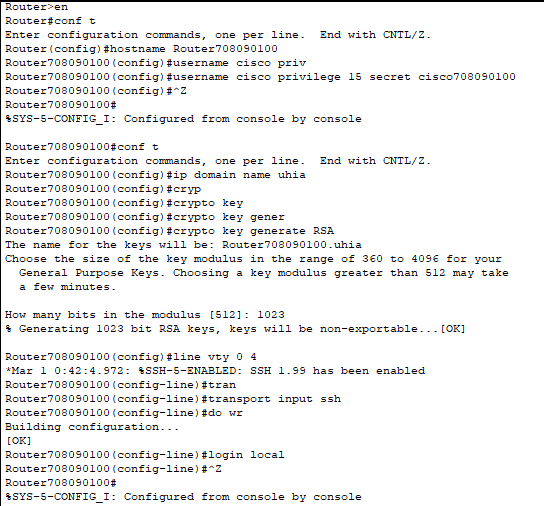 Router>en
Router#conf t
Enter configuration commands, one per line.  End with CNTL/Z.
Router(config)#hostname Router708090100
Router708090100(config)#username cisco priv
Router708090100(config)#username cisco privilege 15 secret cisco708090100
Router708090100(config)#^Z
Router708090100#
%SYS-5-CONFIG_I: Configured from console by console

Router708090100#conf t
Enter configuration commands, one per line.  End with CNTL/Z.
Router708090100(config)#ip domain name uhia
Router708090100(config)#cryp
Router708090100(config)#crypto key
Router708090100(config)#crypto key gener
Router708090100(config)#crypto key generate RSA
The name for the keys will be: Router708090100.uhia
Choose the size of the key modulus in the range of 360 to 4096 for your
  General Purpose Keys. Choosing a key modulus greater than 512 may take
  a few minutes.

How many bits in the modulus [512]: 1023
% Generating 1023 bit RSA keys, keys will be non-exportable...[OK]

Router708090100(config)#line vty 0 4
*Mar 1 0:42:4.972: %SSH-5-ENABLED: SSH 1.99 has been enabled
Router708090100(config-line)#tran
Router708090100(config-line)#transport input ssh
Router708090100(config-line)#do wr
Building configuration...
[OK]
Router708090100(config-line)#login local
Router708090100(config-line)#^Z
Router708090100#
%SYS-5-CONFIG_I: Configured from console by console